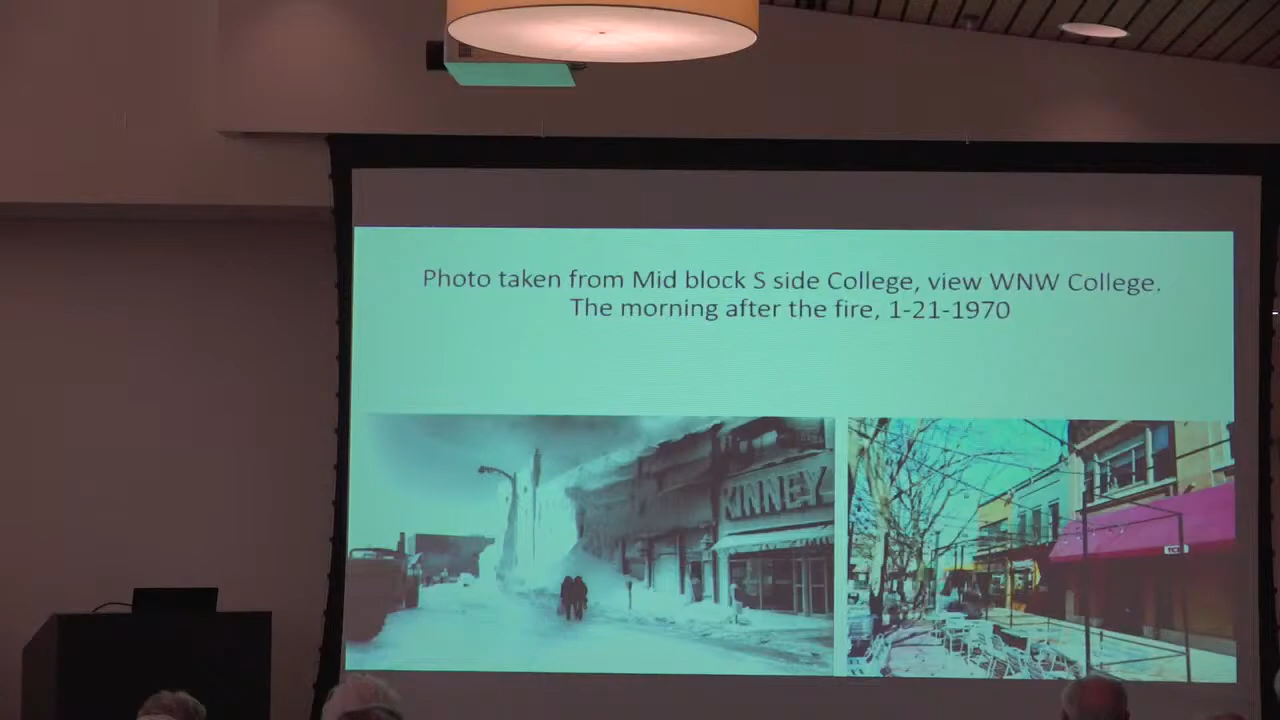 Photo taken from Mid block S side College, view WNW College.
The morning after the fire, 1-21-1970
KINNEY